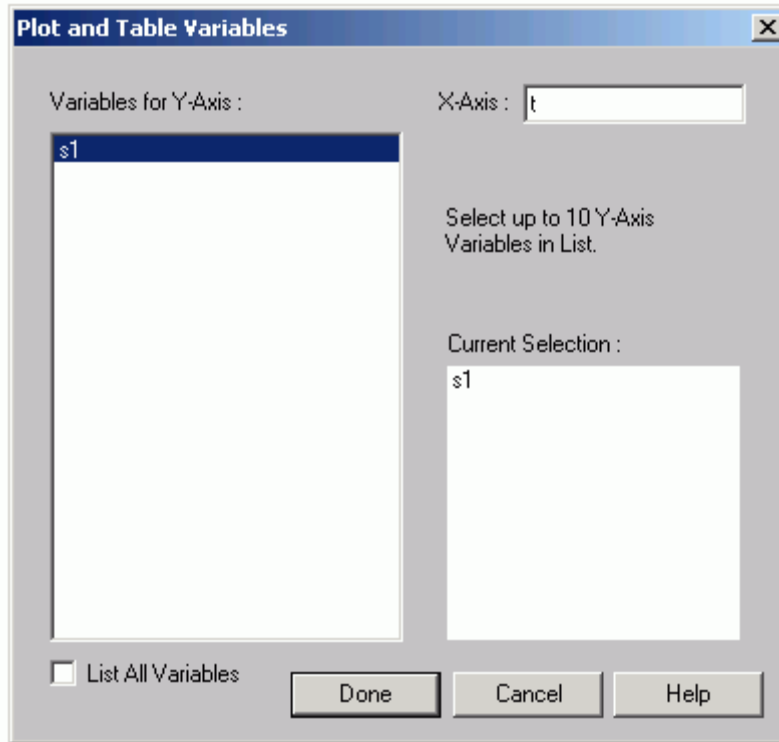 Plot and Table Variables
Variables for Y-Axis :
s1
X-Axis : t
Select up to 10 Y-Axis
Variables in List.
Current Selection :
s1
List All Variables
Done
Cancel
Help